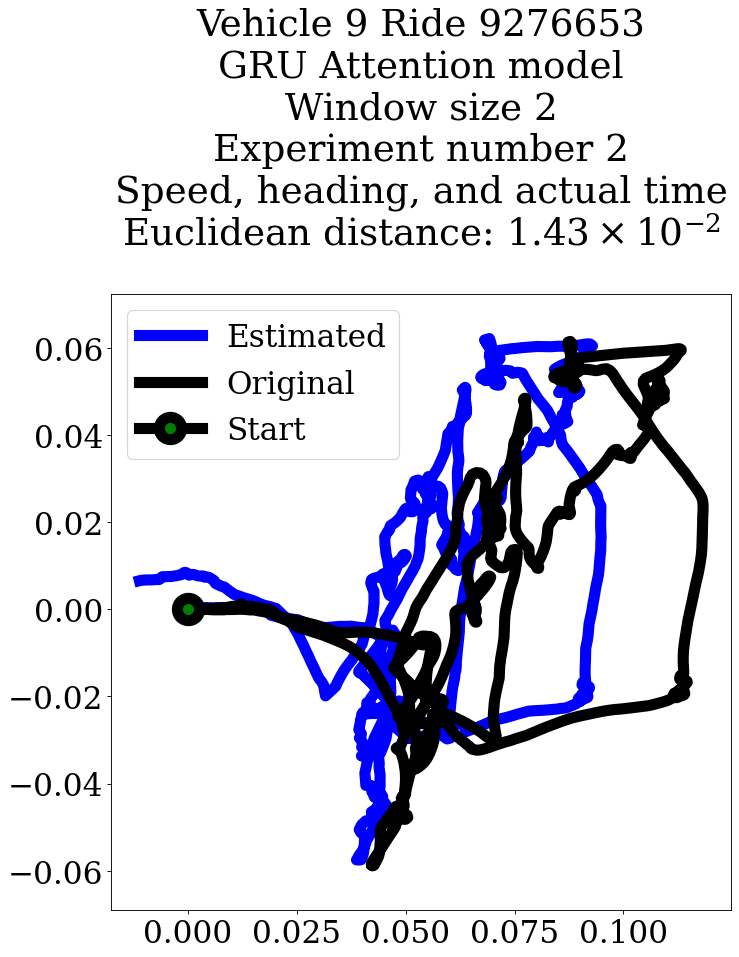 Vehicle 9 Ride 9276653
GRU Attention model
Window size 2
Experiment number 2
Speed, heading, and actual time
Euclidean distance: 1.43 × 10⁻²
Estimated
Original
Start
0.06
0.04
0.02
0.00
−0.02
−0.04
−0.06
0.000 0.025 0.050 0.075 0.100